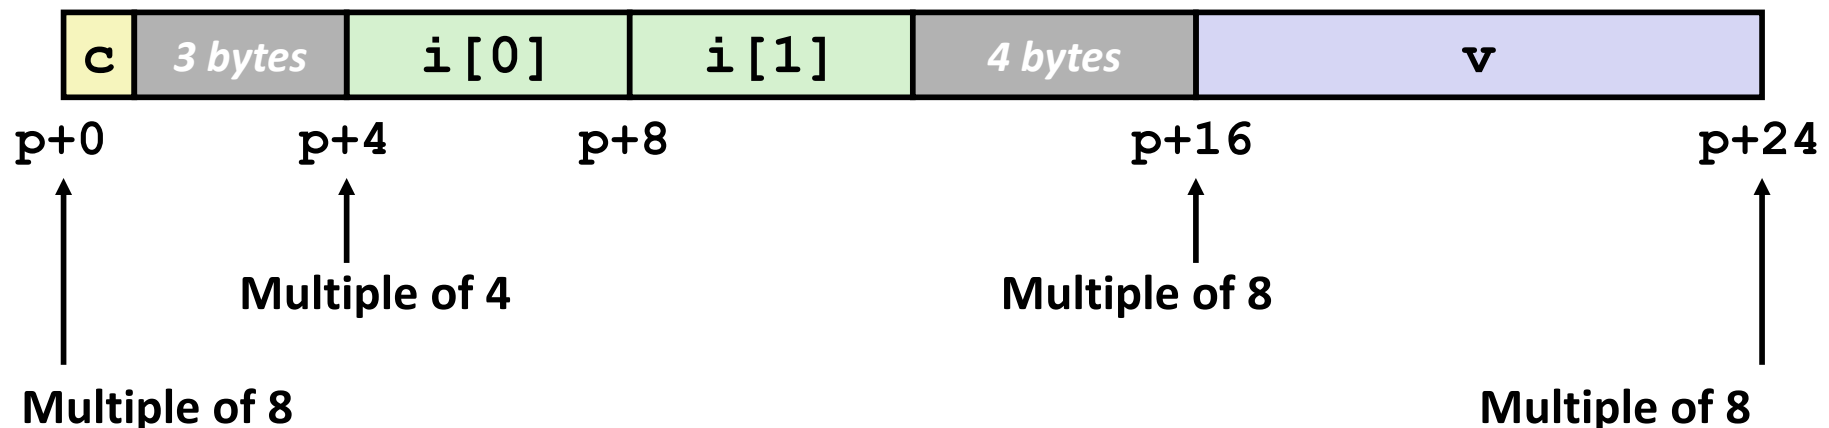 c 3 bytes i[0] i[1] 4 bytes v
p+0 p+4 p+8 p+16 p+24
Multiple of 4 Multiple of 8
Multiple of 8 Multiple of 8